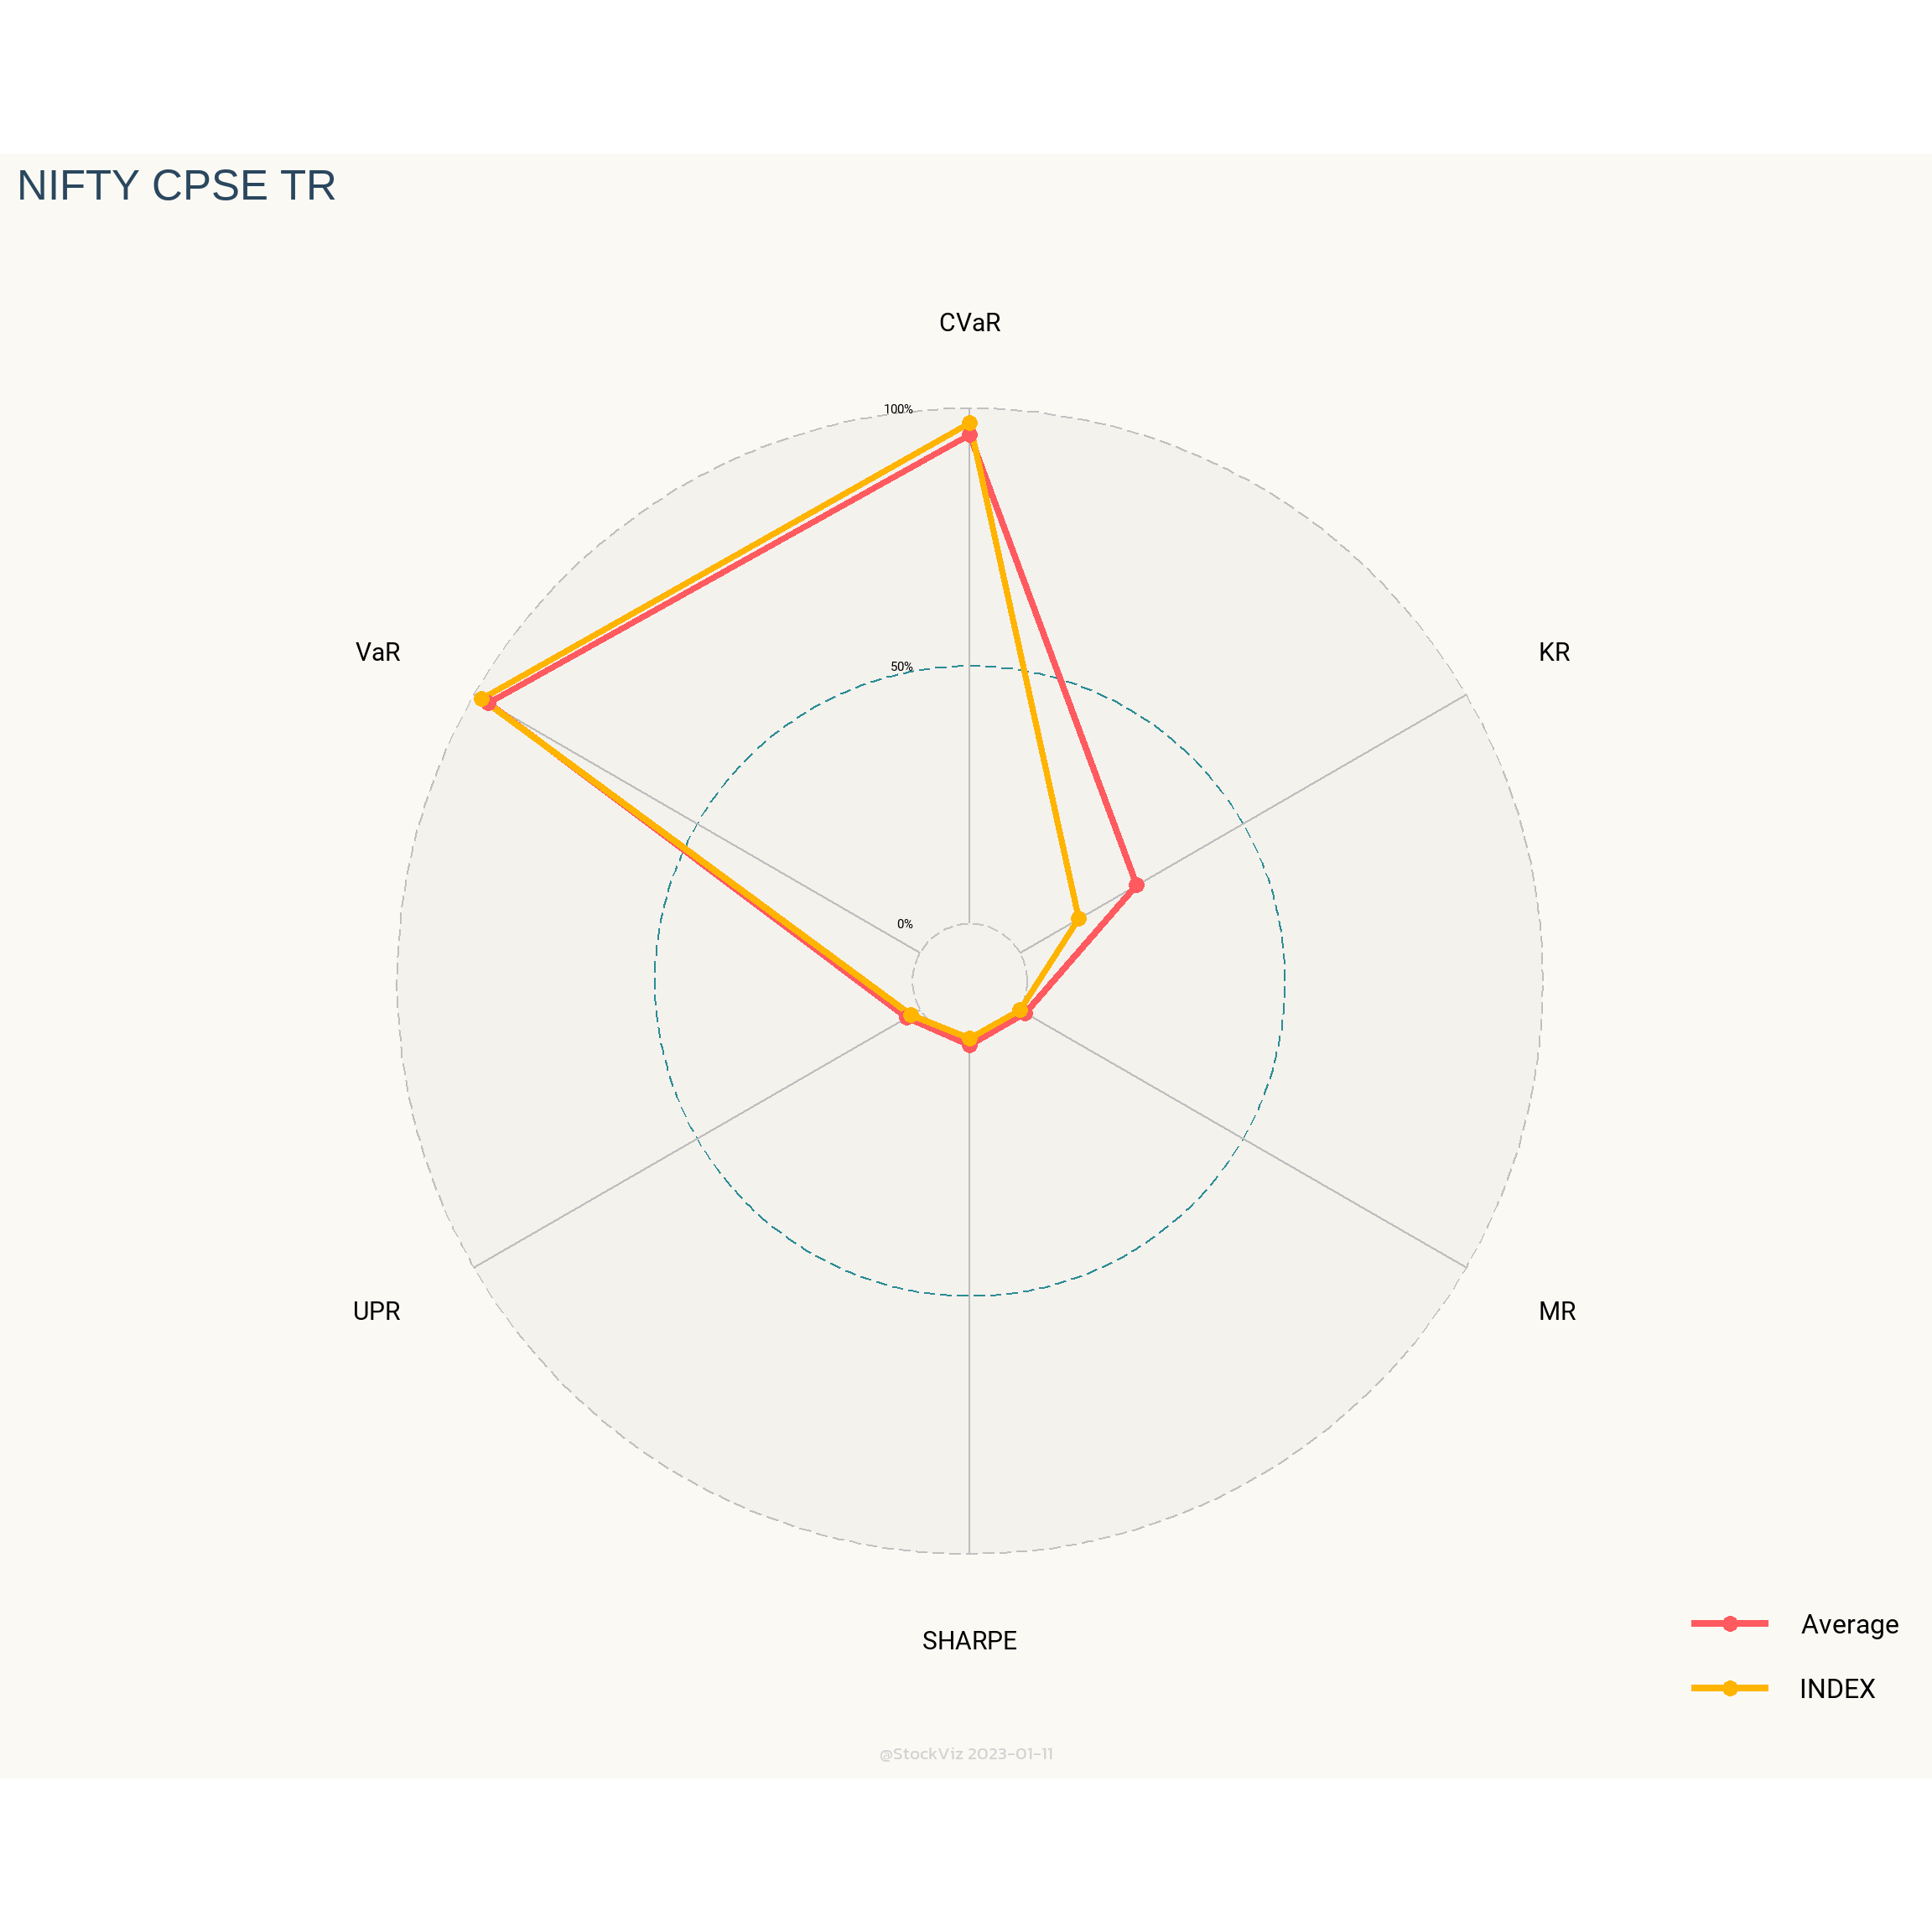 NIFTY CPSE TR
CVaR
100%
VaR
KR
50%
0%
UPR
MR
SHARPE
Average
INDEX
@StockViz 2023-01-11